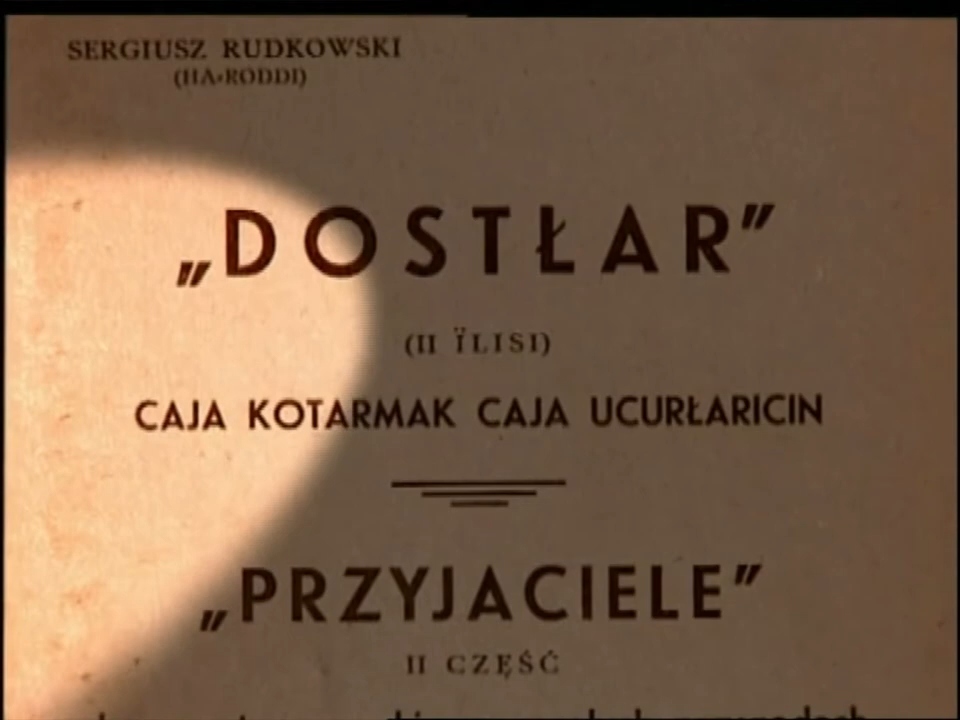 SERGIUSZ RUDKOWSKI
(HA-RODDI)
„DOSTŁAR”
(II ÏLISI)
CAJA KOTARMAK CAJA UCURŁARICIN
„PRZYJACIELE”
II CZĘŚĆ